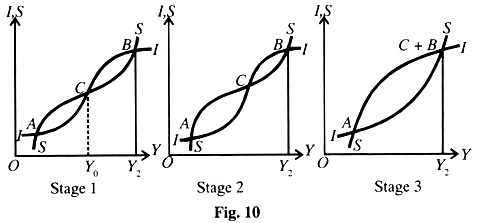 I,S
S
B
I
C
A
I
S
O
Y₀
Y₂
Y
Stage 1
I,S
S
B
I
C
A
I
S
O
Y₂
Y
Stage 2
I,S
S
C + B
I
A
I
S
O
Y₂
Y
Stage 3
Fig. 10